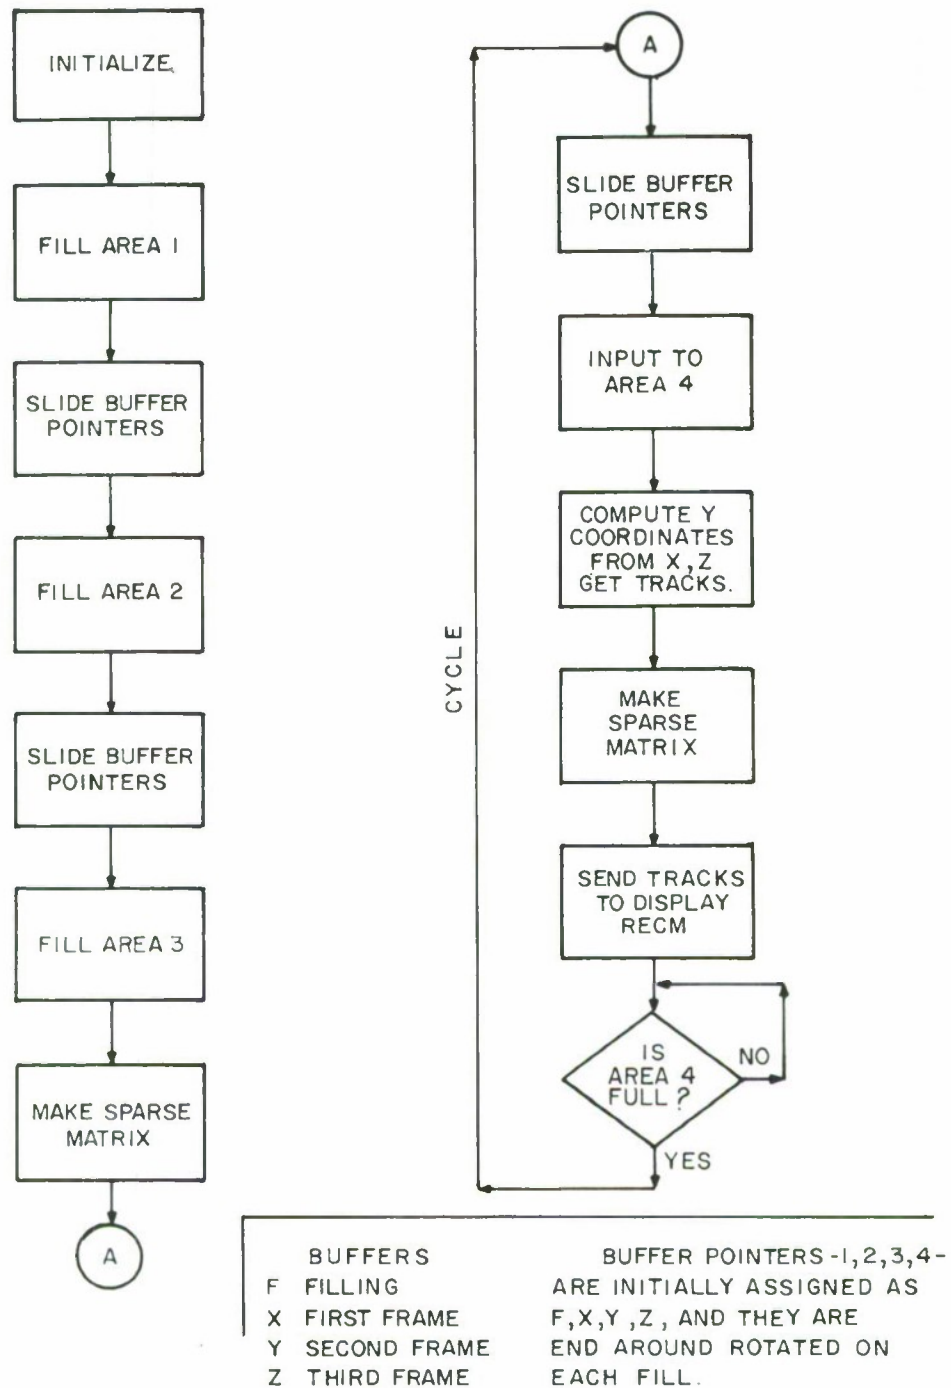 INITIALIZE
FILL AREA 1
SLIDE BUFFER
POINTERS
FILL AREA 2
SLIDE BUFFER
POINTERS
FILL AREA 3
MAKE SPARSE
MATRIX
A
A
SLIDE BUFFER
POINTERS
INPUT TO
AREA 4
COMPUTE Y
COORDINATES
FROM X,Z
GET TRACKS.
MAKE
SPARSE
MATRIX
SEND TRACKS
TO DISPLAY
RECM
IS
AREA 4
FULL?
NO
YES
CYCLE
BUFFERS
F FILLING
X FIRST FRAME
Y SECOND FRAME
Z THIRD FRAME
BUFFER POINTERS -1,2,3,4-
ARE INITIALLY ASSIGNED AS
F,X,Y,Z, AND THEY ARE
END AROUND ROTATED ON
EACH FILL.